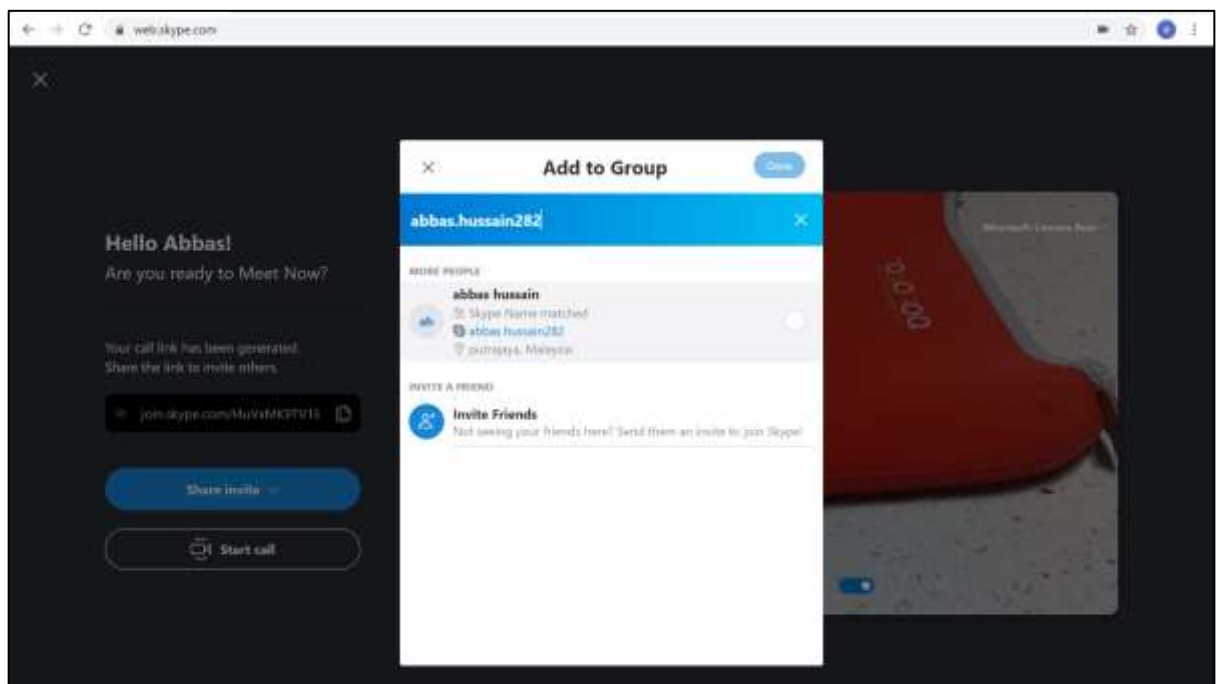 web.skype.com
Add to Group
Done
abbas.hussain282
Hello Abbas!
Are you ready to Meet Now?
MORE PEOPLE
abbas hussain
Skype Name matched
abbas.hussain282
putrajaya, Malaysia
Your call link has been generated.
Share the link to invite others.
INVITE A FRIEND
Invite Friends
Not seeing your friends here? Send them an invite to join Skype!
Share invite
Start call